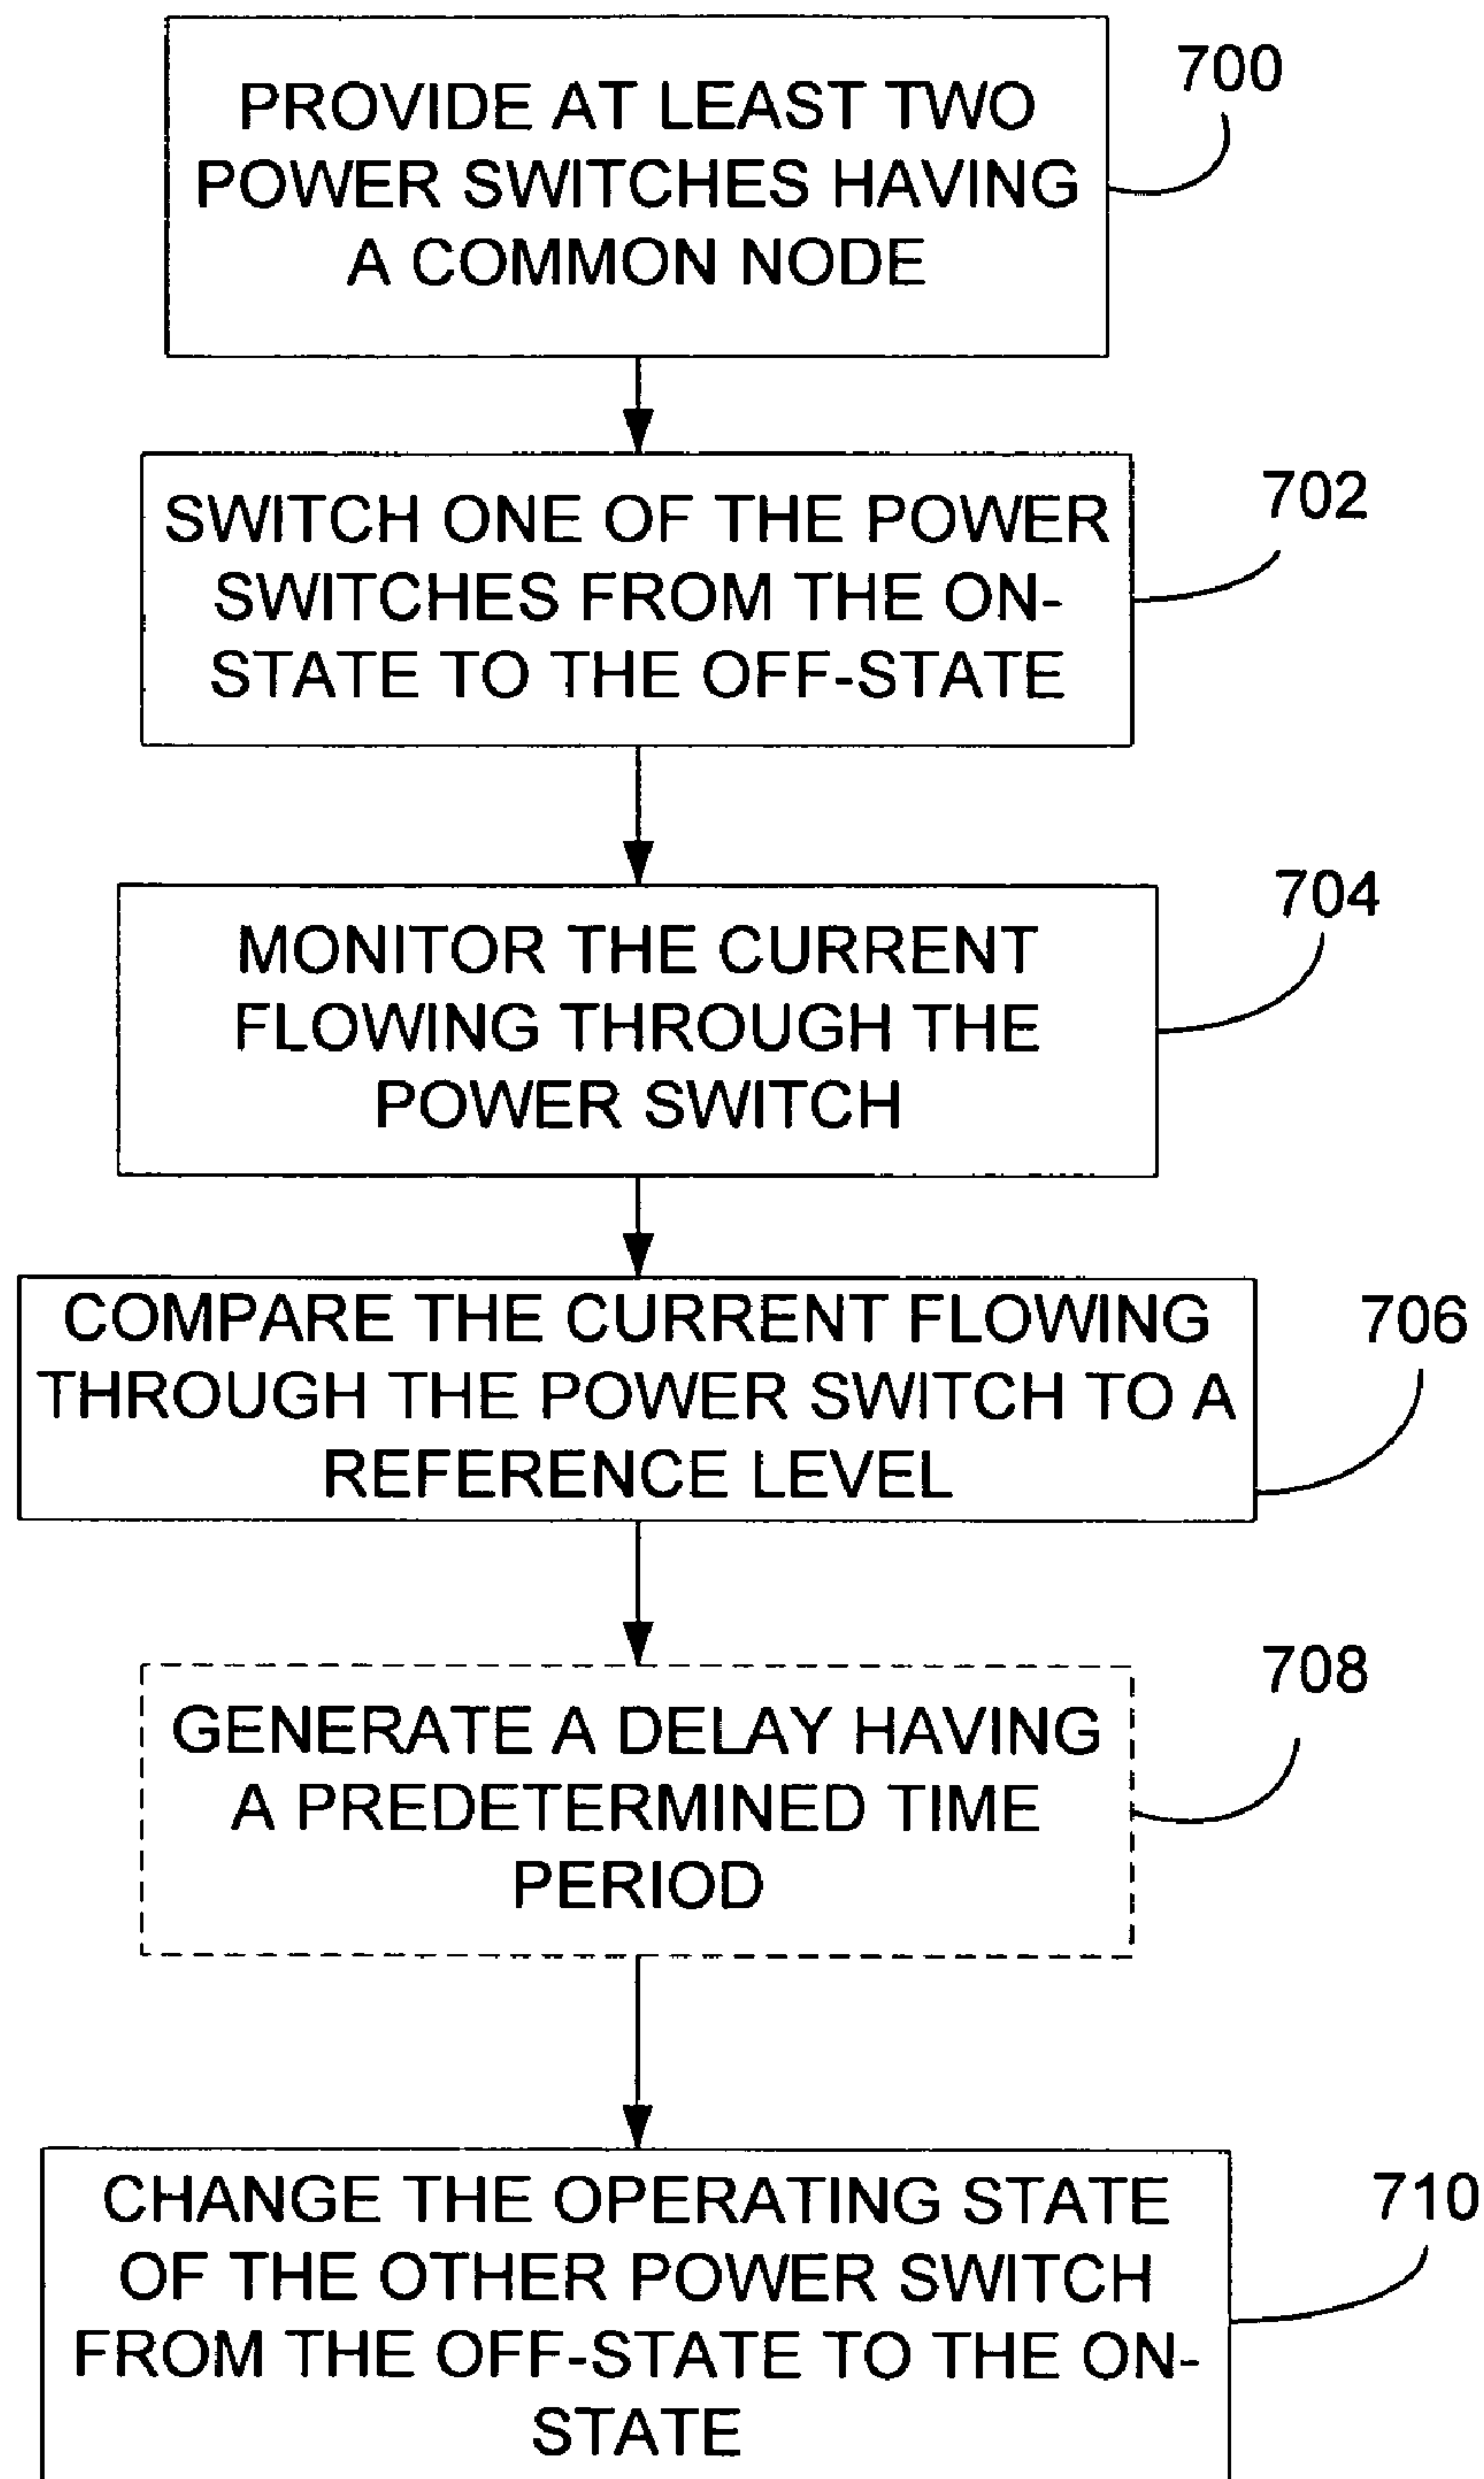 PROVIDE AT LEAST TWO
POWER SWITCHES HAVING
A COMMON NODE
700
SWITCH ONE OF THE POWER
SWITCHES FROM THE ON-
STATE TO THE OFF-STATE
702
MONITOR THE CURRENT
FLOWING THROUGH THE
POWER SWITCH
704
COMPARE THE CURRENT FLOWING
THROUGH THE POWER SWITCH TO A
REFERENCE LEVEL
706
GENERATE A DELAY HAVING
A PREDETERMINED TIME
PERIOD
708
CHANGE THE OPERATING STATE
OF THE OTHER POWER SWITCH
FROM THE OFF-STATE TO THE ON-
STATE
710